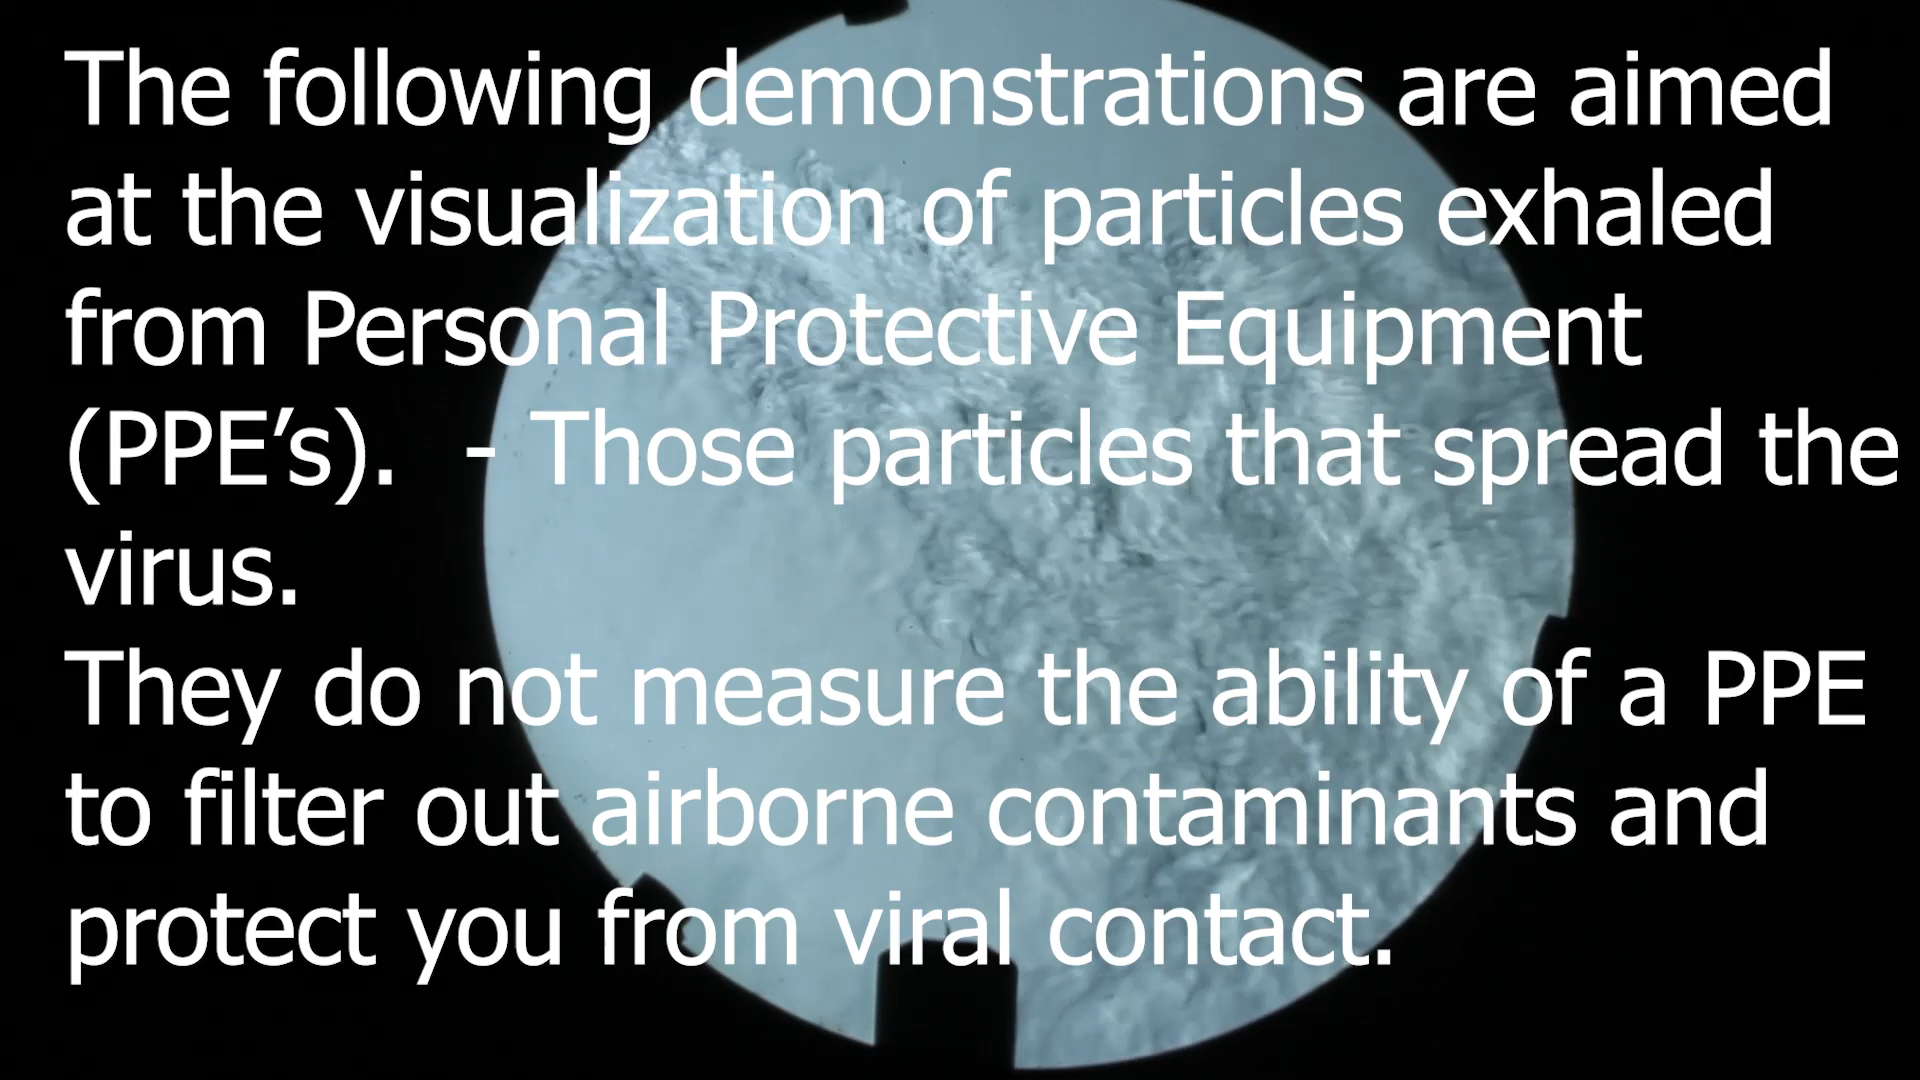 The following demonstrations are aimed
at the visualization of particles exhaled
from Personal Protective Equipment
(PPE’s).  - Those particles that spread the
virus.
They do not measure the ability of a PPE
to filter out airborne contaminants and
protect you from viral contact.